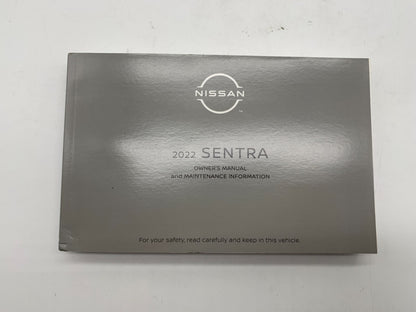 NISSAN
2022 SENTRA
OWNER'S MANUAL
and MAINTENANCE INFORMATION
For your safety, read carefully and keep in this vehicle.